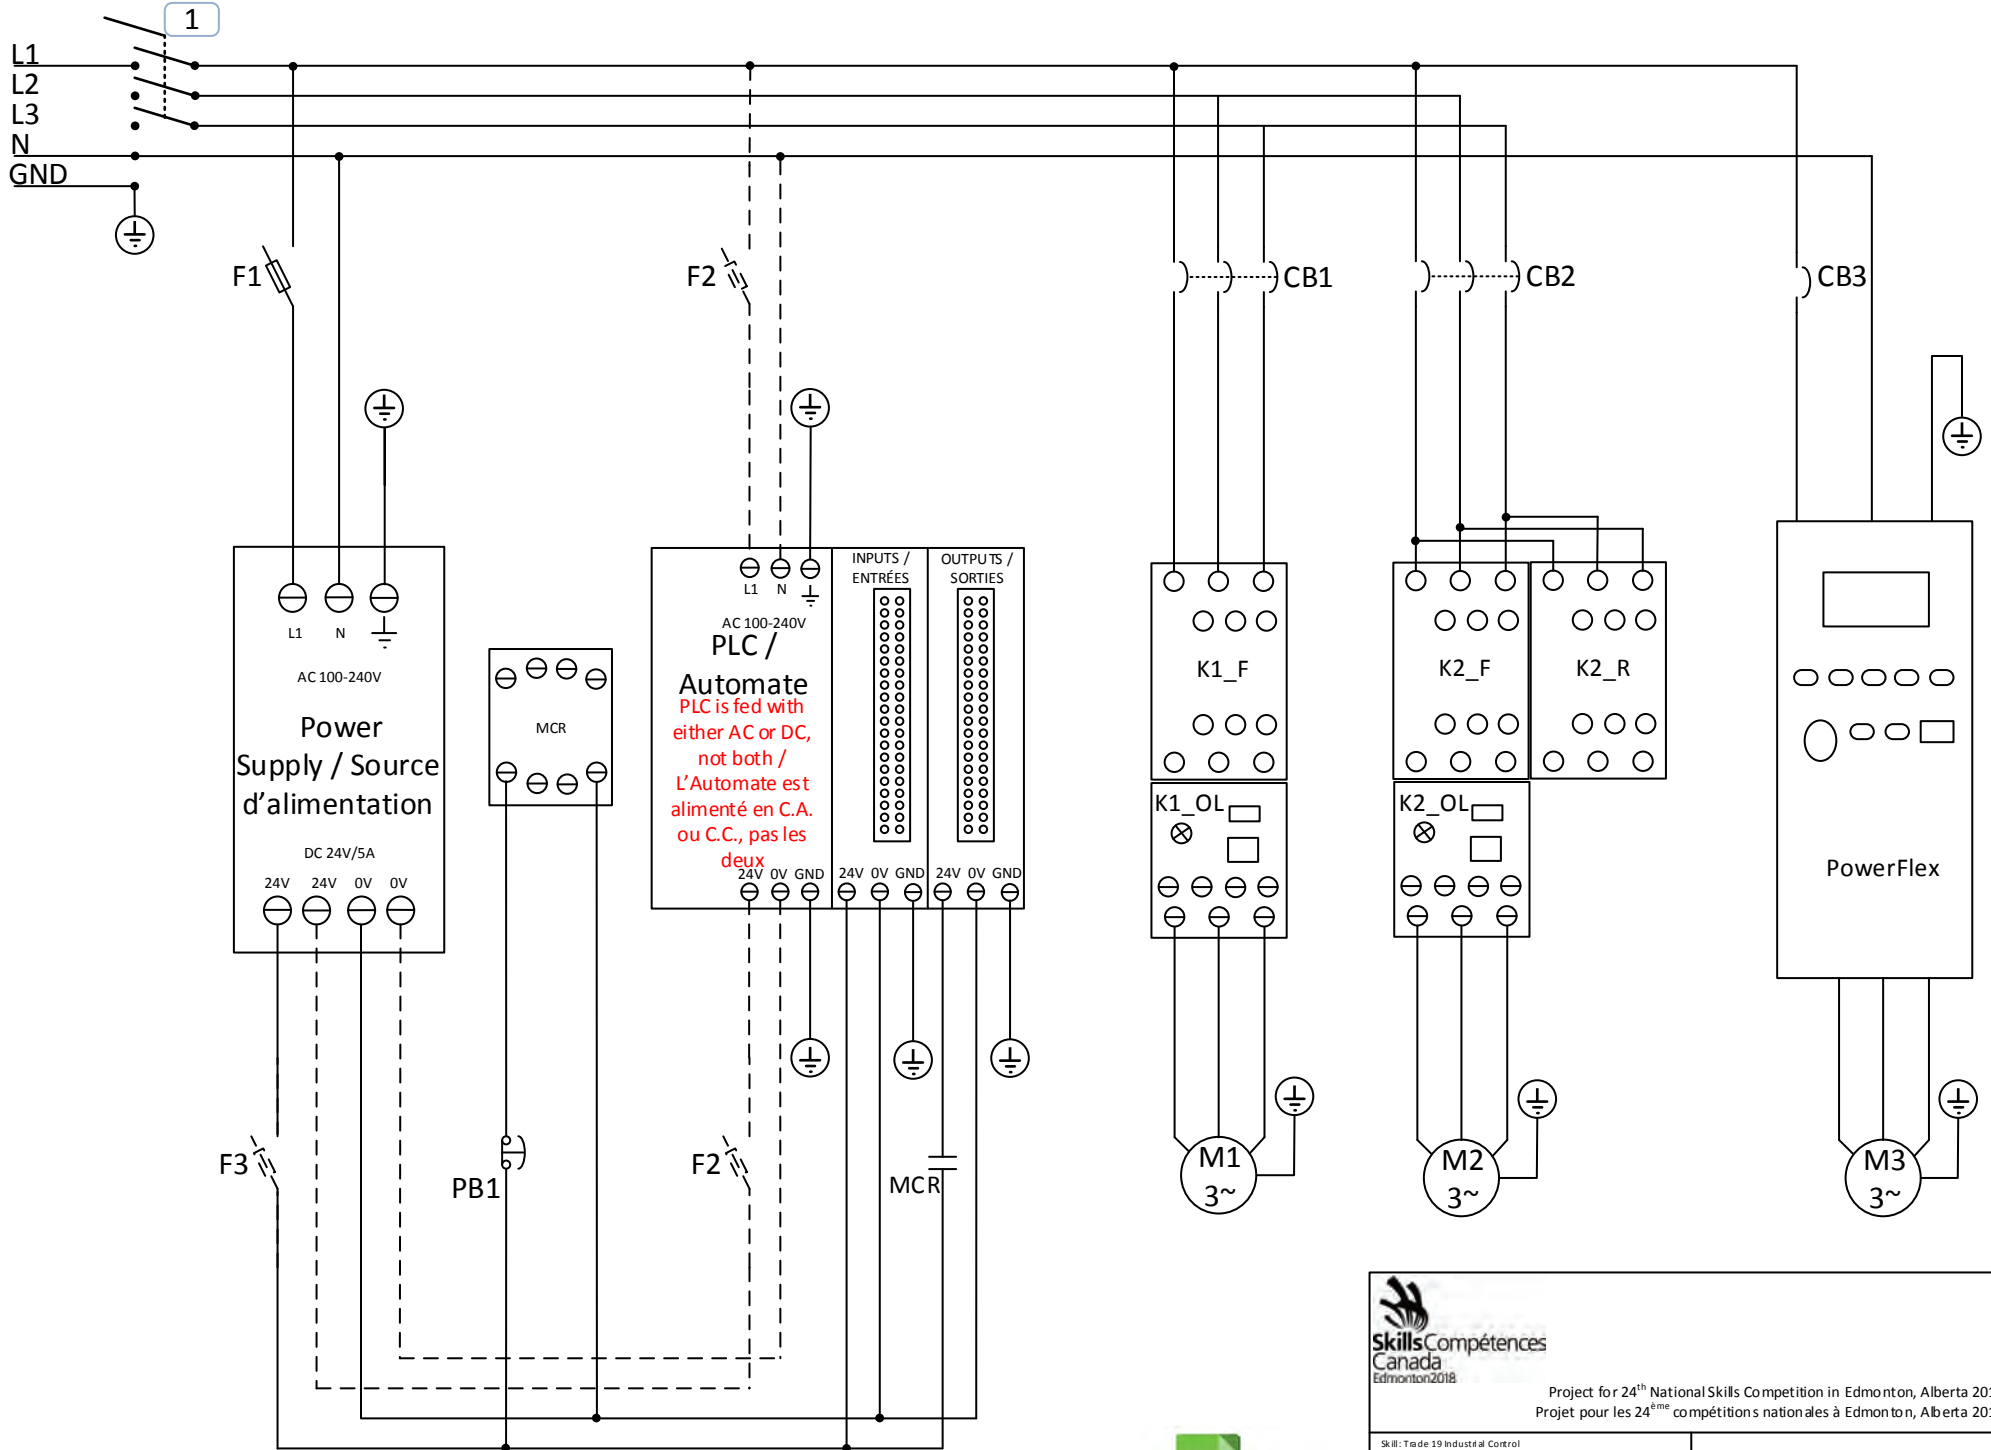 1
L1
L2
L3
N
GND
F1
F2
CB1
CB2
CB3
L1 N
AC 100-240V
Power
Supply / Source
d'alimentation
DC 24V/5A
24V 24V 0V 0V
MCR
L1 N
AC 100-240V
PLC /
Automate
PLC is fed with
either AC or DC,
not both /
L'Automate est
alimenté en C.A.
ou C.C., pas les
deux
24V 0V GND
INPUTS /
ENTRÉES
24V 0V GND
OUTPUTS /
SORTIES
24V 0V GND
K1_F
K1_OL
K2_F
K2_R
K2_OL
PowerFlex
F3
PB1
F2
MCR
M1
3~
M2
3~
M3
3~
Skills Compétences
Canada
Edmonton2018
Project for 24th National Skills Competition in Edmonton, Alberta
Projet pour les 24ème compétitions nationales à Edmonton, Alberta
Skill: Trade 19 Industrial Control